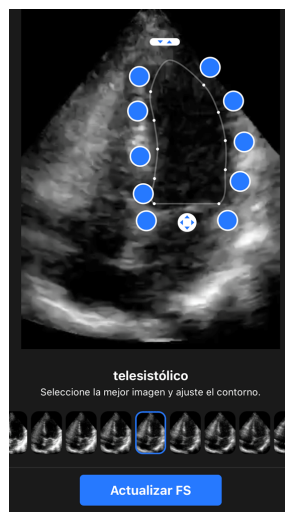 telesistólico
Seleccione la mejor imagen y ajuste el contorno.
Actualizar FS